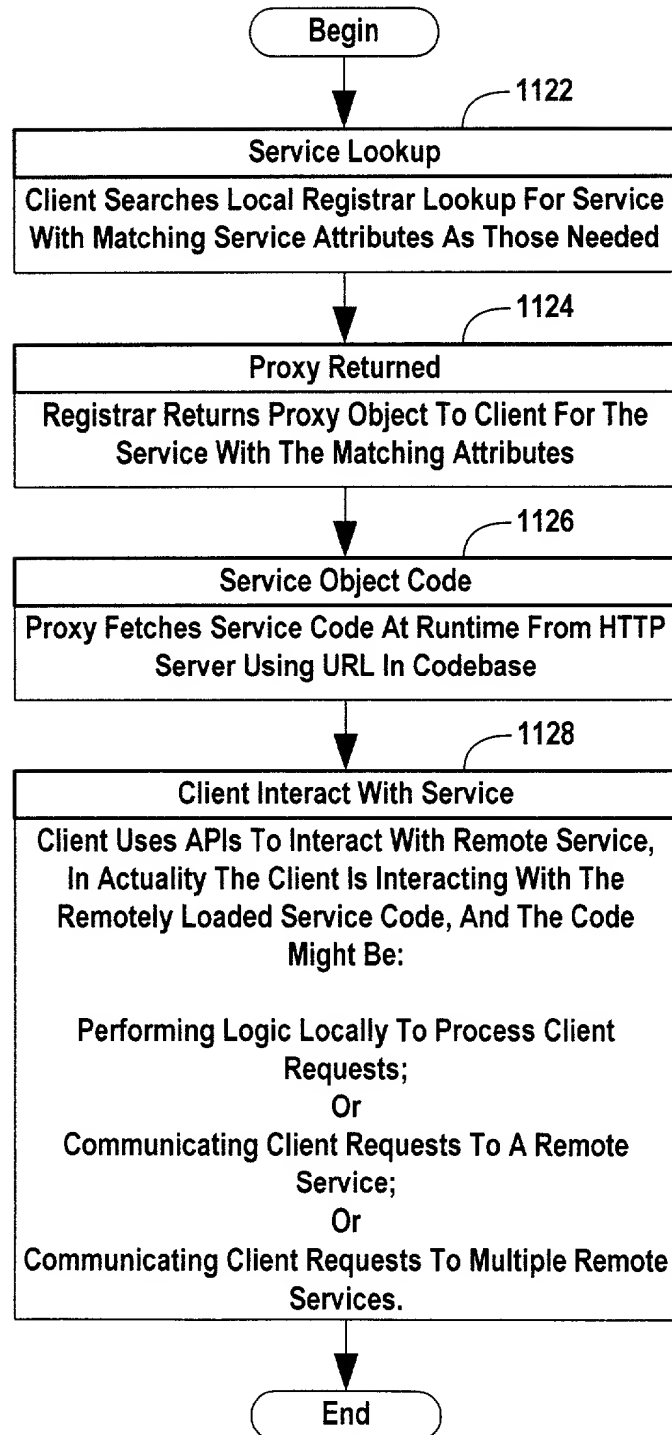 Begin
1122
Service Lookup
Client Searches Local Registrar Lookup For Service
With Matching Service Attributes As Those Needed
1124
Proxy Returned
Registrar Returns Proxy Object To Client For The
Service With The Matching Attributes
1126
Service Object Code
Proxy Fetches Service Code At Runtime From HTTP
Server Using URL In Codebase
1128
Client Interact With Service
Client Uses APIs To Interact With Remote Service,
In Actuality The Client Is Interacting With The
Remotely Loaded Service Code, And The Code
Might Be:
Performing Logic Locally To Process Client
Requests;
Or
Communicating Client Requests To A Remote
Service;
Or
Communicating Client Requests To Multiple Remote
Services.
End